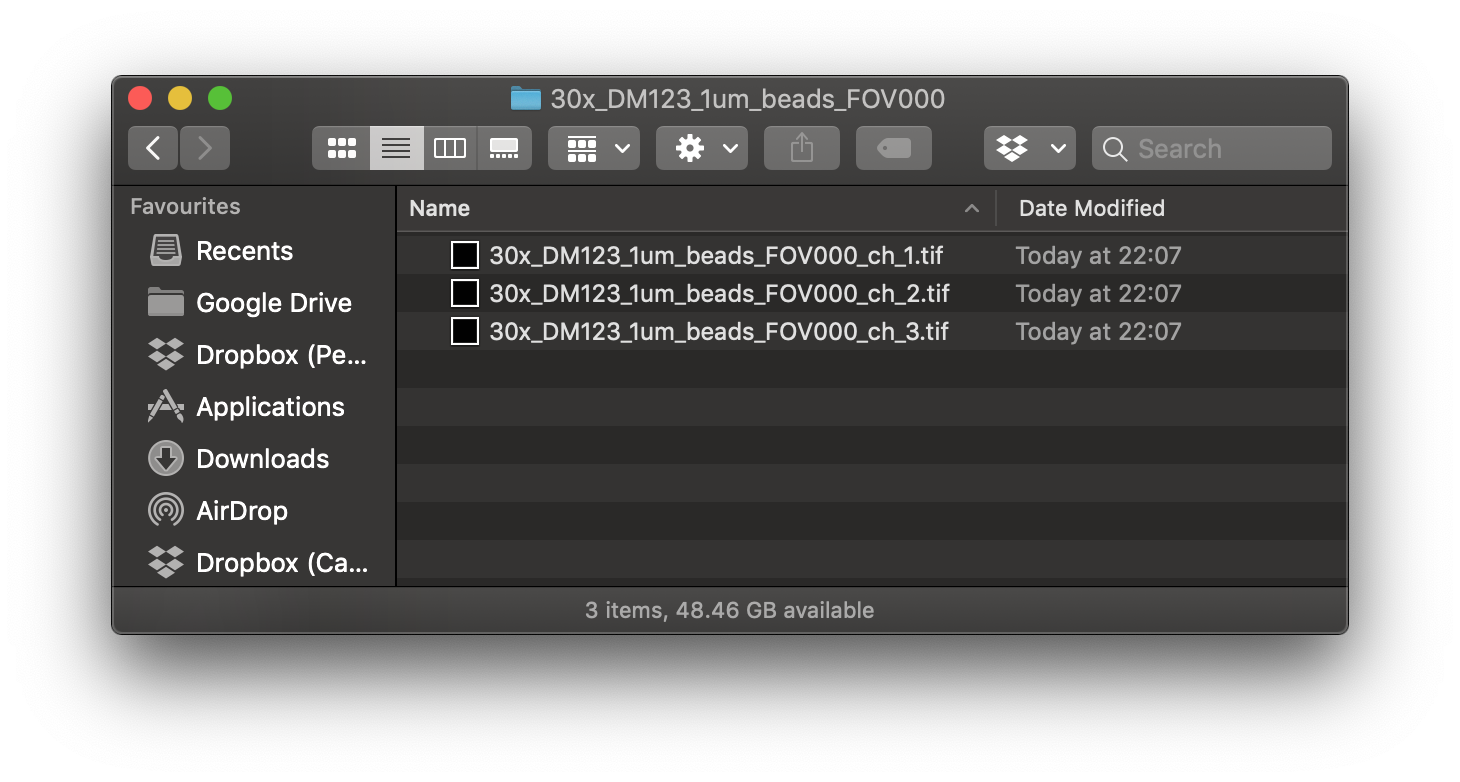 30x_DM123_1um_beads_FOV000
Search
Favourites
Recents
Google Drive
Dropbox (Pe...
Applications
Downloads
AirDrop
Dropbox (Ca...
Name Date Modified
30x_DM123_1um_beads_FOV000_ch_1.tif Today at 22:07
30x_DM123_1um_beads_FOV000_ch_2.tif Today at 22:07
30x_DM123_1um_beads_FOV000_ch_3.tif Today at 22:07
3 items, 48.46 GB available